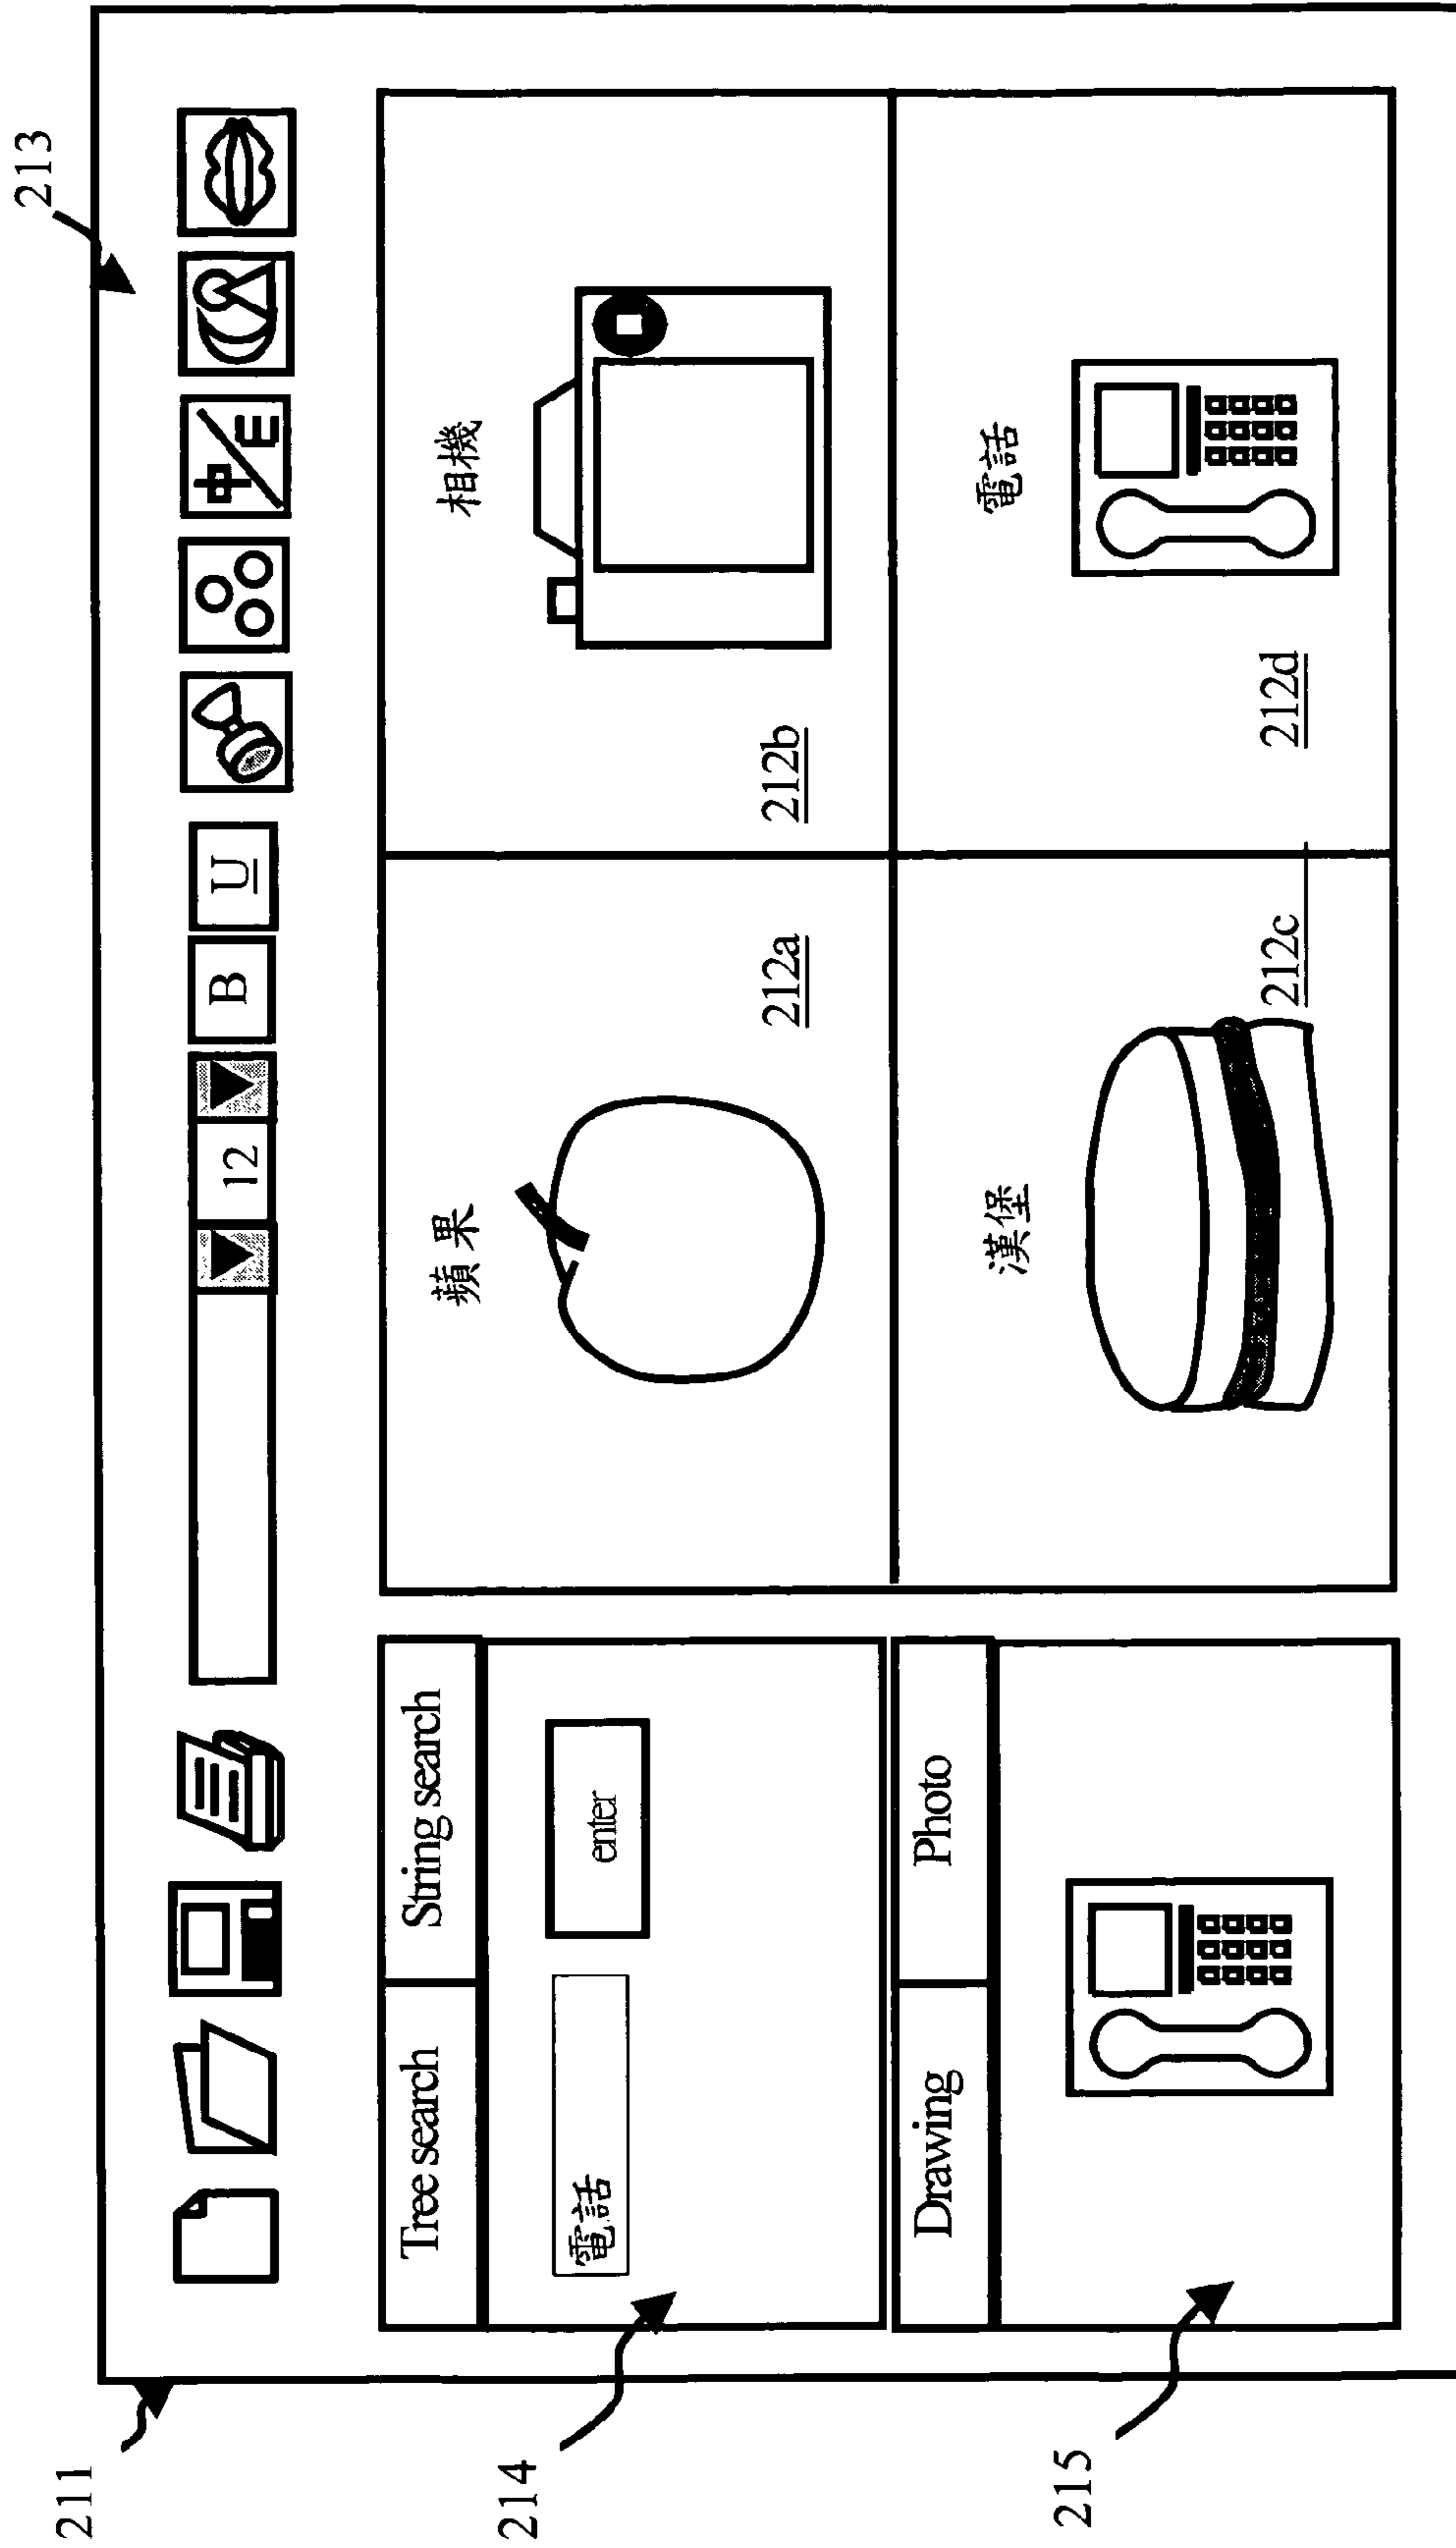 213
12 B U 中/E
211
Tree search String search
蘋果 相機
電話 enter
212a 212b
214
Drawing Photo
漢堡 電話
212c 212d
215